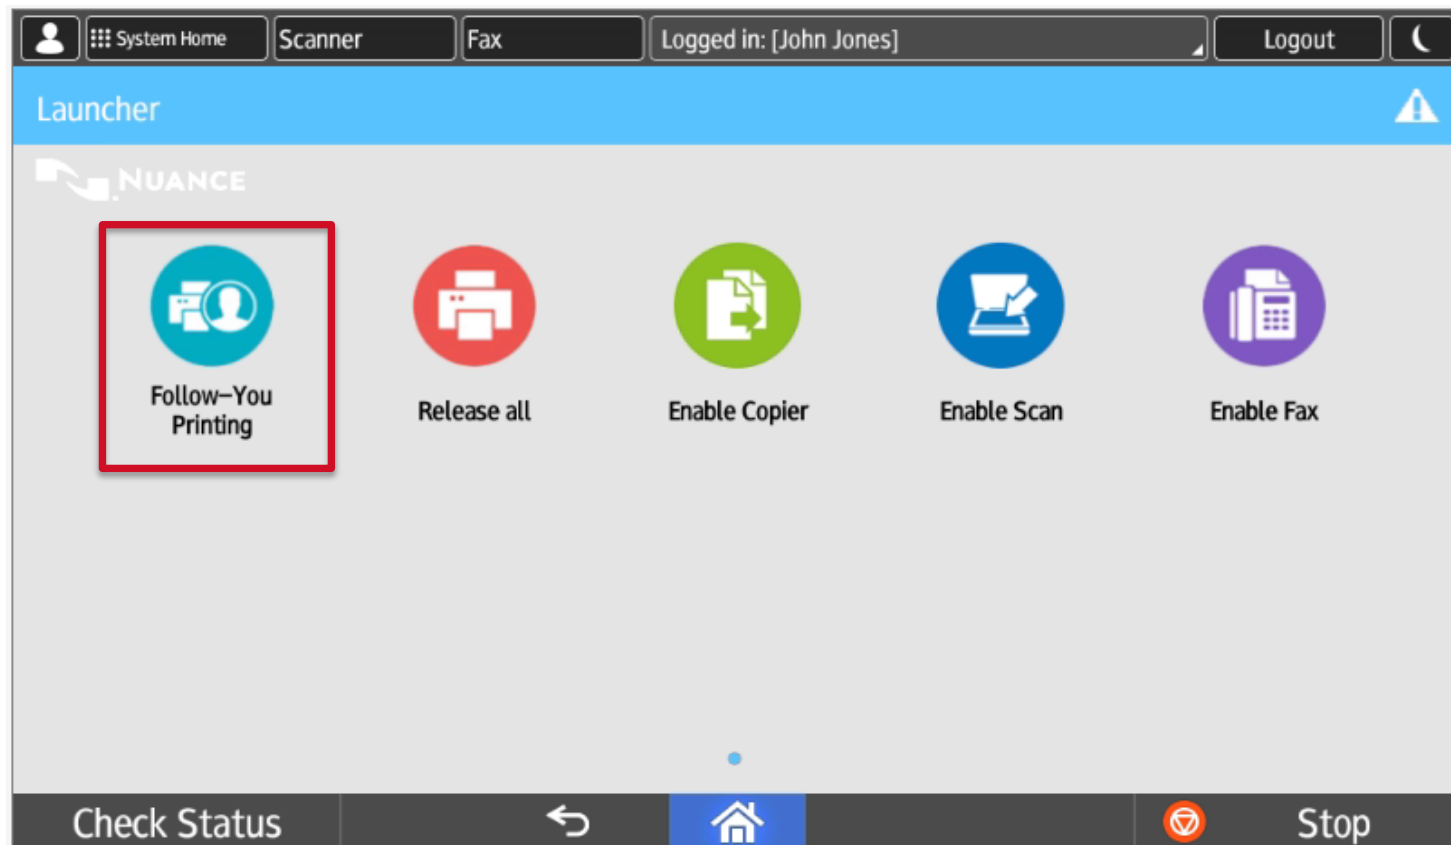 System Home
Scanner
Fax
Logged in: [John Jones]
Logout
Launcher
NUANCE
Follow-You
Printing
Release all
Enable Copier
Enable Scan
Enable Fax
Check Status
Stop